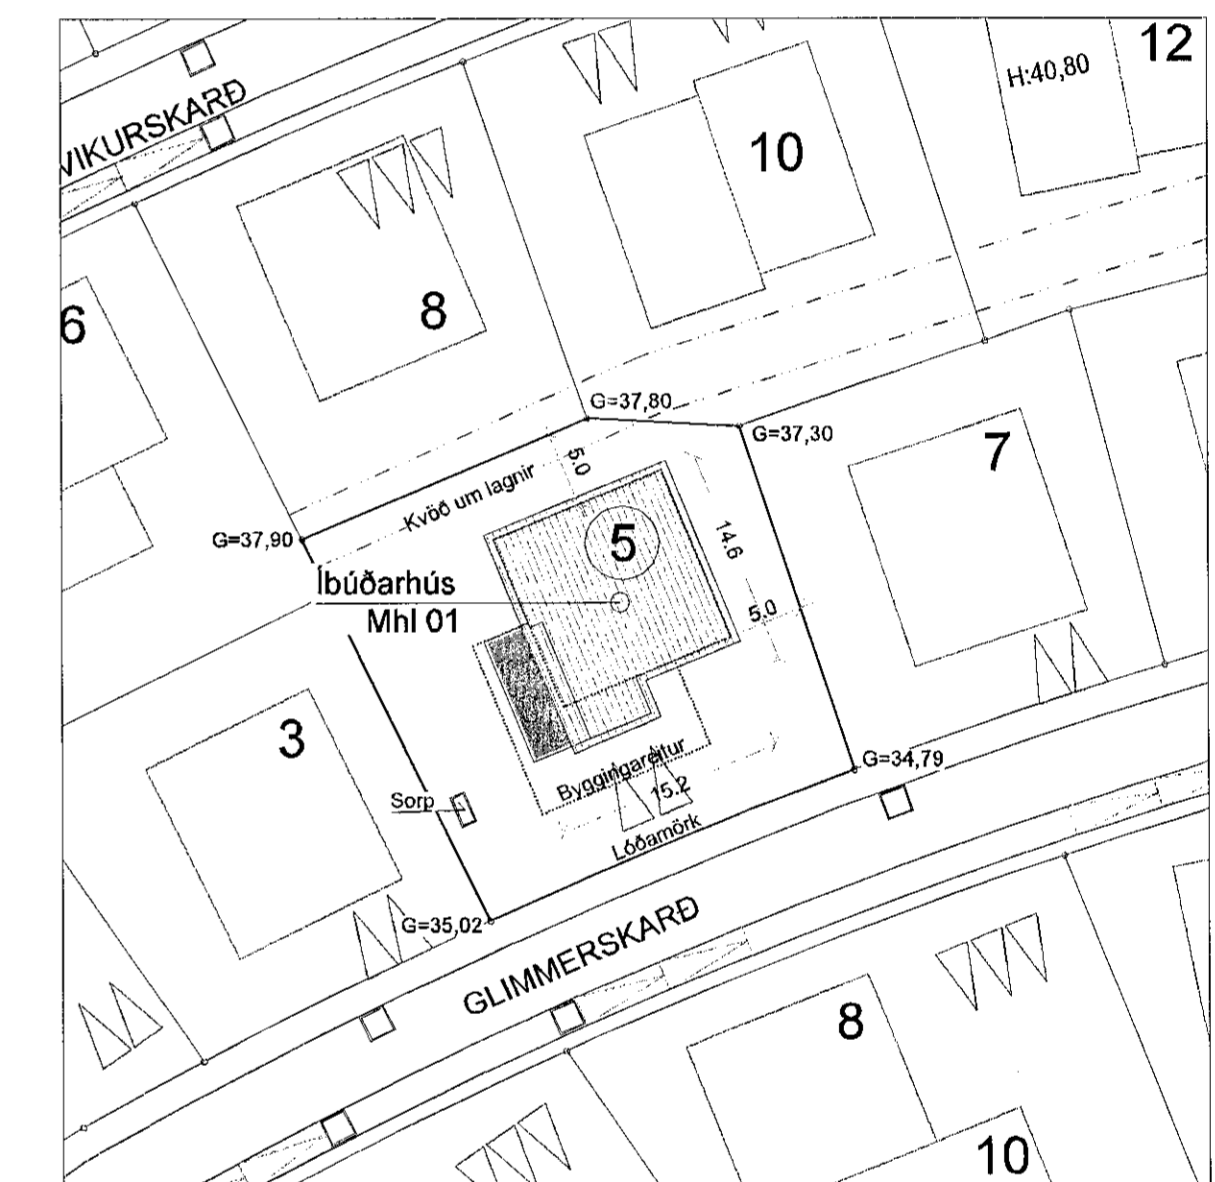 12
H:40,80
VIKURSKARÐ
10
8
6
G=37,80
G=37,30
7
5.0
Kvöð um lagnir
G=37,90
5
14.6
Íbúðarhús
Mhl 01
5.0
3
Byggingareitur
G=34,79
15.2
Sorp
Lóðamörk
G=35,02
GLIMMERSKARÐ
8
10